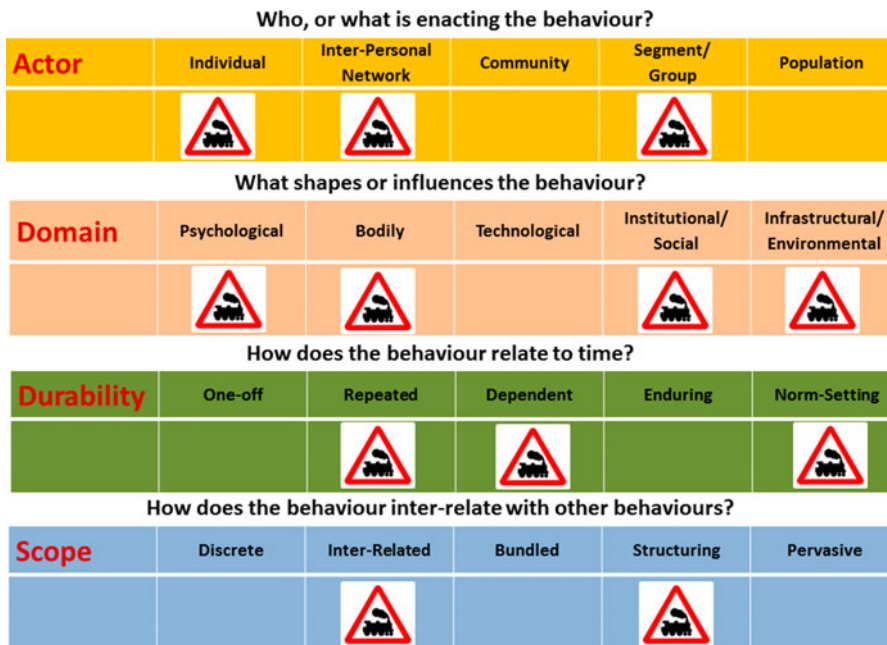 Who, or what is enacting the behaviour?
Actor Individual Inter-Personal Network Community Segment/ Group Population
What shapes or influences the behaviour?
Domain Psychological Bodily Technological Institutional/ Social Infrastructural/ Environmental
How does the behaviour relate to time?
Durability One-off Repeated Dependent Enduring Norm-Setting
How does the behaviour inter-relate with other behaviours?
Scope Discrete Inter-Related Bundled Structuring Pervasive